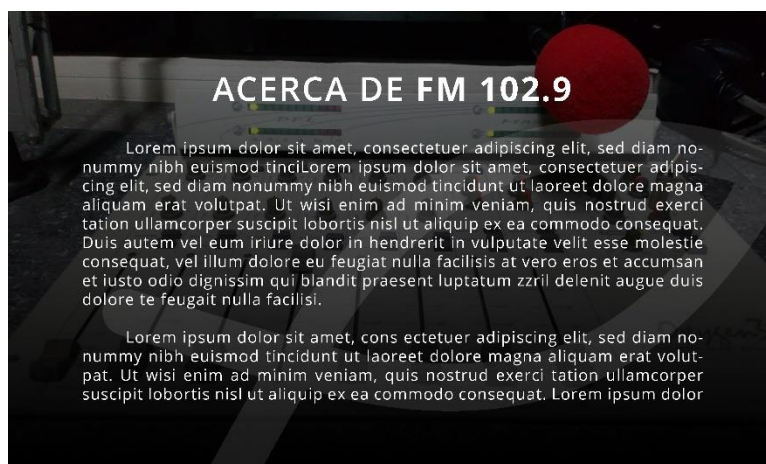 ACERCA DE FM 102.9
Lorem ipsum dolor sit amet, consectetuer adipiscing elit, sed diam no-
nummy nibh euismod tinciLorem ipsum dolor sit amet, consectetuer adipis-
cing elit, sed diam nonummy nibh euismod tincidunt ut laoreet dolore magna
aliquam erat volutpat. Ut wisi enim ad minim veniam, quis nostrud exerci
tation ullamcorper suscipit lobortis nisl ut aliquip ex ea commodo consequat.
Duis autem vel eum iriure dolor in hendrerit in vulputate velit esse molestie
consequat, vel illum dolore eu feugiat nulla facilisis at vero eros et accumsan
et iusto odio dignissim qui blandit praesent luptatum zzril delenit augue duis
dolore te feugait nulla facilisi.
Lorem ipsum dolor sit amet, cons ectetuer adipiscing elit, sed diam no-
nummy nibh euismod tincidunt ut laoreet dolore magna aliquam erat volut-
pat. Ut wisi enim ad minim veniam, quis nostrud exerci tation ullamcorper
suscipit lobortis nisl ut aliquip ex ea commodo consequat. Lorem ipsum dolor